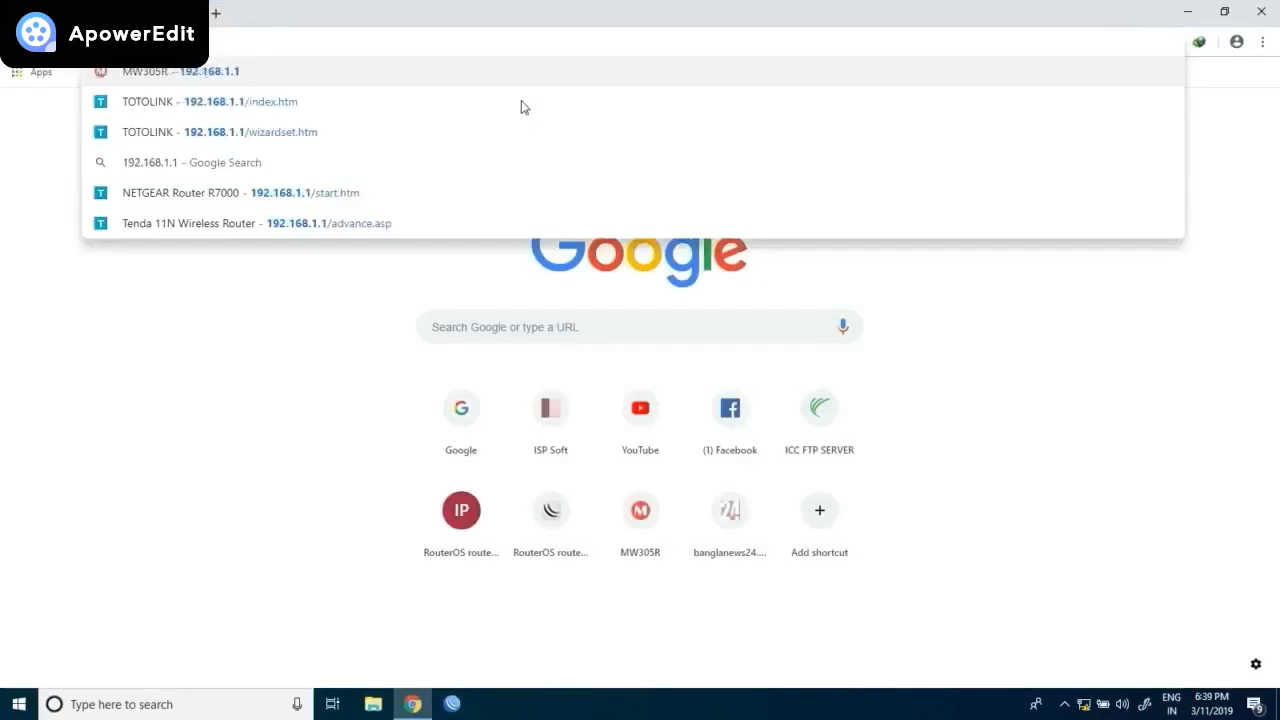 ApowerEdit
Apps
MW305R - 192.168.1.1
TOTOLINK - 192.168.1.1/index.htm
TOTOLINK - 192.168.1.1/wizardset.htm
192.168.1.1 - Google Search
NETGEAR Router R7000 - 192.168.1.1/start.htm
Tenda 11N Wireless Router - 192.168.1.1/advance.asp
Google
Search Google or type a URL
Google
ISP Soft
YouTube
(1) Facebook
ICC FTP SERVER
IP
RouterOS route...
RouterOS route...
MW305R
24
banglanews24....
Add shortcut
Type here to search
ENG
IN
6:39 PM
3/11/2019
9